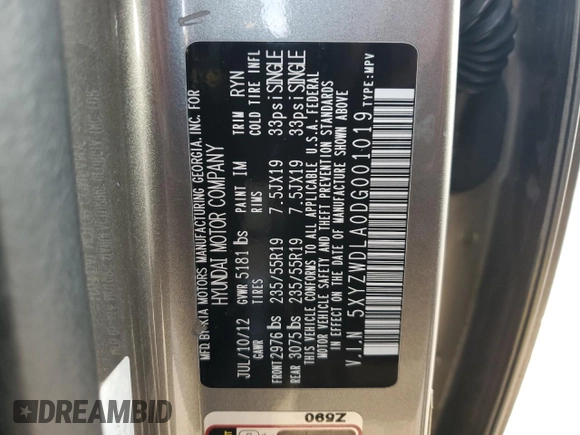 MFD.BY KIA MOTORS MANUFACTURING GEORGIA, INC. FOR
HYUNDAI MOTOR COMPANY
JUL/10/12 GVWR 5181 lbs PAINT IM TRIM RYN
GAWR TIRES RIMS COLD TIRE INFL
FRONT 2976 lbs 235/55R19 7.5JX19 33psi SINGLE
REAR 3075 lbs 235/55R19 7.5JX19 33psi SINGLE
THIS VEHICLE CONFORMS TO ALL APPLICABLE U.S.A. FEDERAL
MOTOR VEHICLE SAFETY AND THEFT PREVENTION STANDARDS
IN EFFECT ON THE DATE OF MANUFACTURE SHOWN ABOVE
V.I.N 5XYZWDLA0DG001019 TYPE:MPV
Z690
DREAMBID